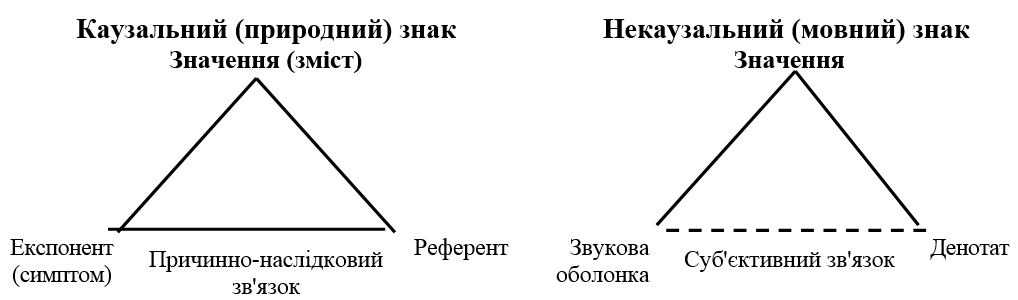 Каузальний (природний) знак
Значення (зміст)
Експонент
(симптом)
Причинно-наслідковий
зв'язок
Референт
Некаузальний (мовний) знак
Значення
Звукова
оболонка
Суб'єктивний зв'язок
Денотат